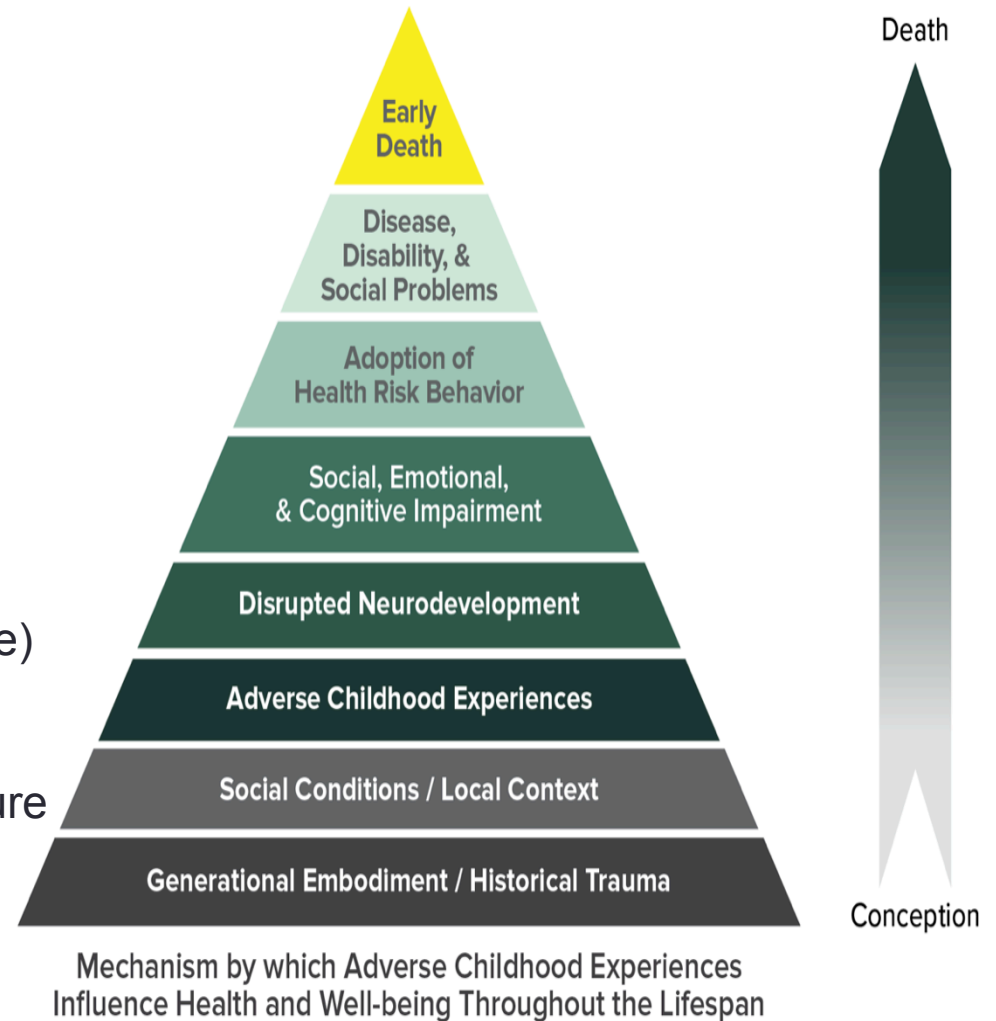 Death
Early
Death
Disease,
Disability, &
Social Problems
Adoption of
Health Risk Behavior
Social, Emotional,
& Cognitive Impairment
Disrupted Neurodevelopment
e)
Adverse Childhood Experiences
Social Conditions / Local Context
ure
Generational Embodiment / Historical Trauma
Conception
Mechanism by which Adverse Childhood Experiences
Influence Health and Well-being Throughout the Lifespan